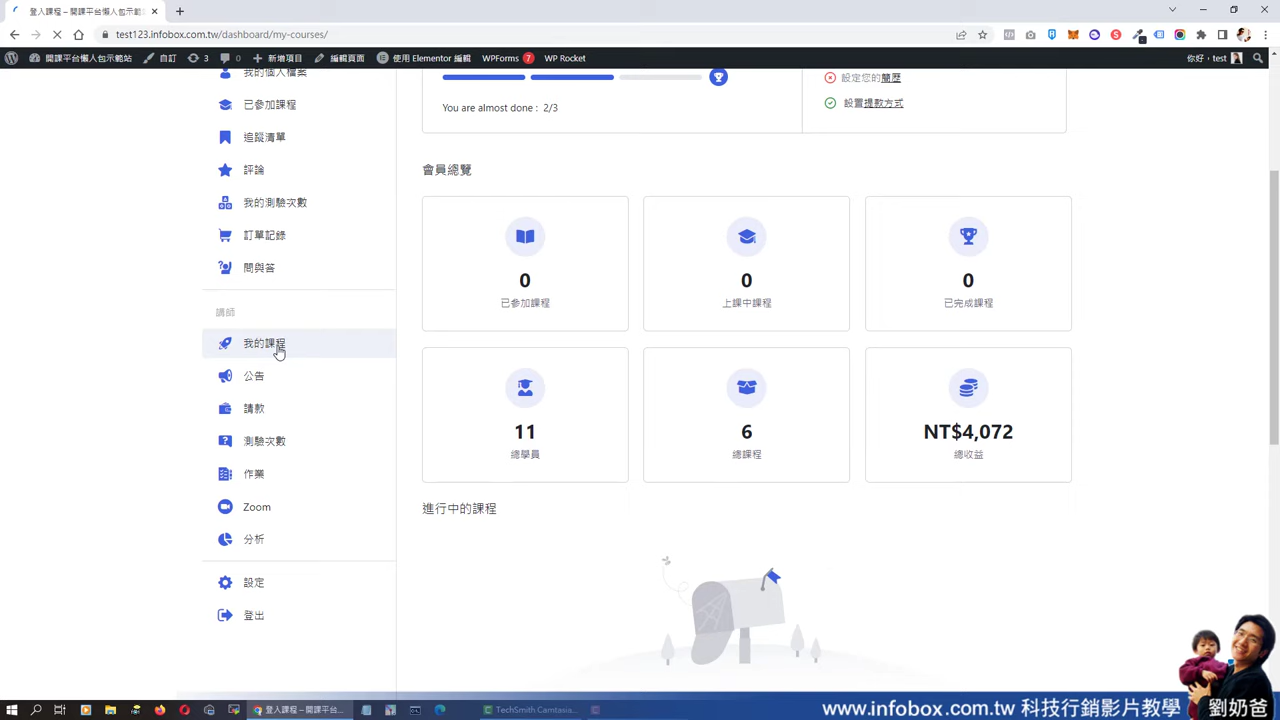 登入課程 – 開課平台懶人包示範
test123.infobox.com.tw/dashboard/my-courses/
開課平台懶人包示範站
自訂
3
0
新增項目
編輯頁面
使用 Elementor 編輯
WPForms 7
WP Rocket
你好，test
我的個人檔案
已參加課程
追蹤清單
評論
我的測驗次數
訂單記錄
問與答
講師
我的課程
公告
請款
測驗次數
作業
Zoom
分析
設定
登出
You are almost done : 2/3
設定您的簡歷
設置提款方式
會員總覽
0
已參加課程
0
上課中課程
0
已完成課程
11
總學員
6
總課程
NT$4,072
總收益
進行中的課程
登入課程 – 開課平台...
TechSmith Camtasia...
www.infobox.com.tw 科技行銷影片教學
劉奶爸